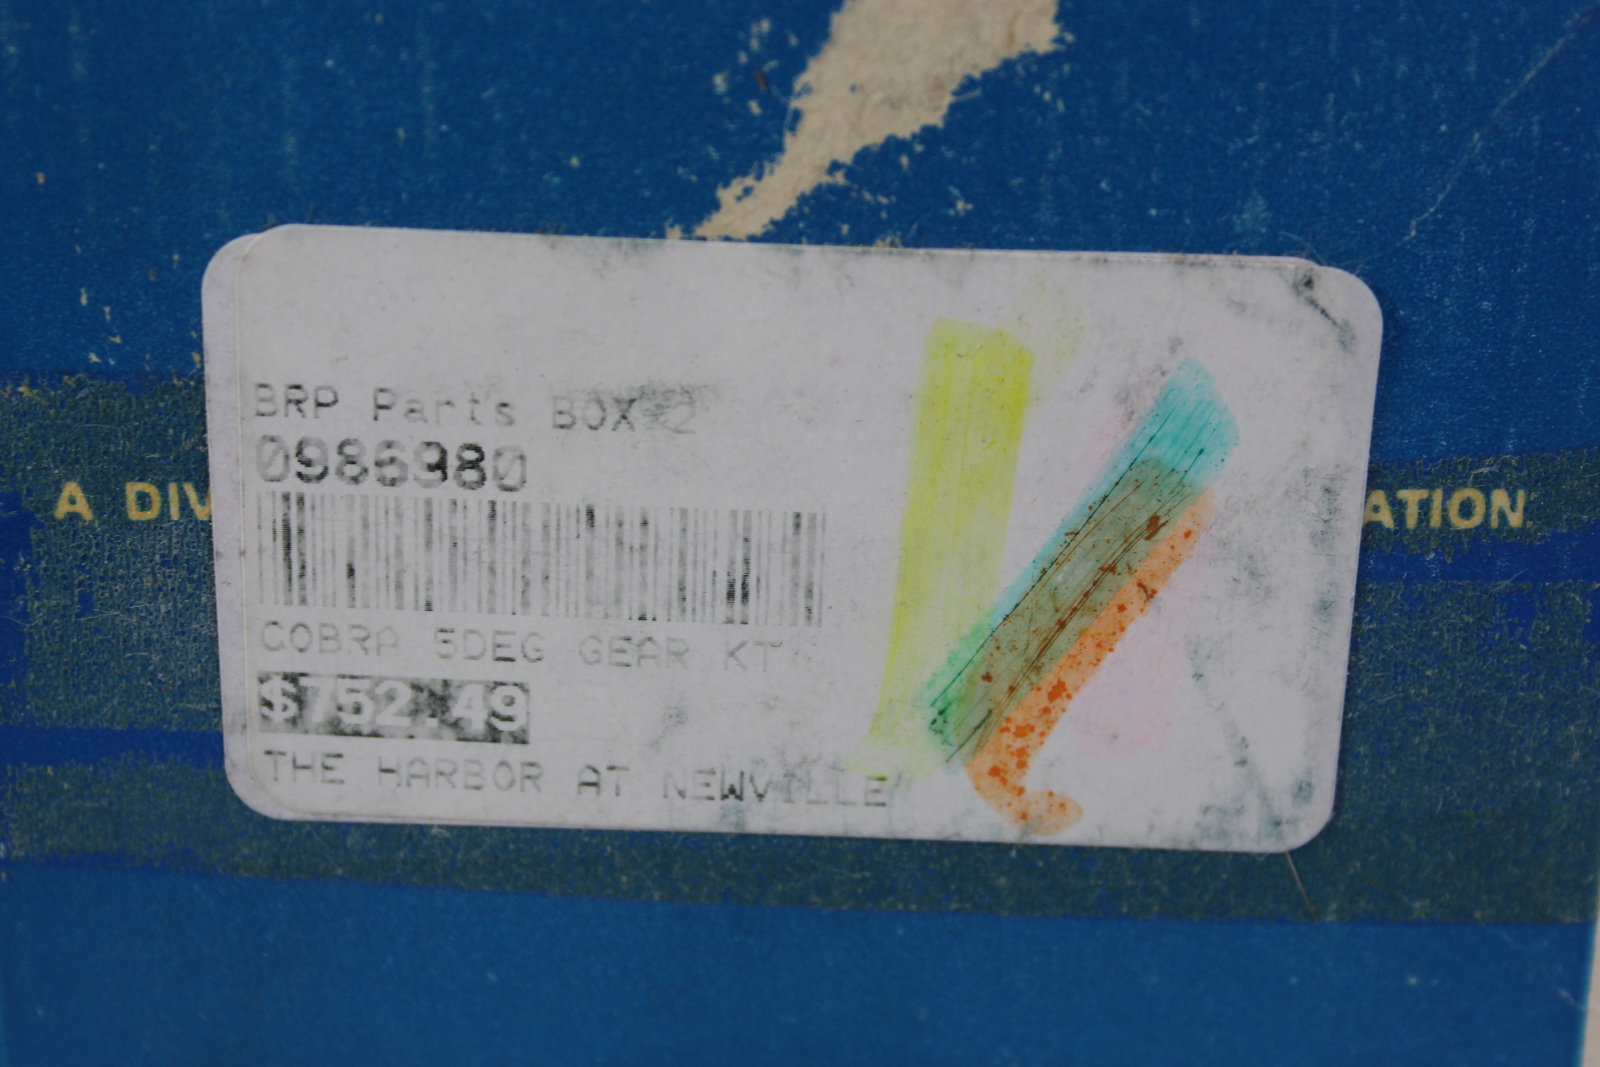 BRP Parts BOX 2
0986980
A DIV
ATION
COBRA 5DEG GEAR KT
$752.49
THE HARBOR AT NEWVILLE